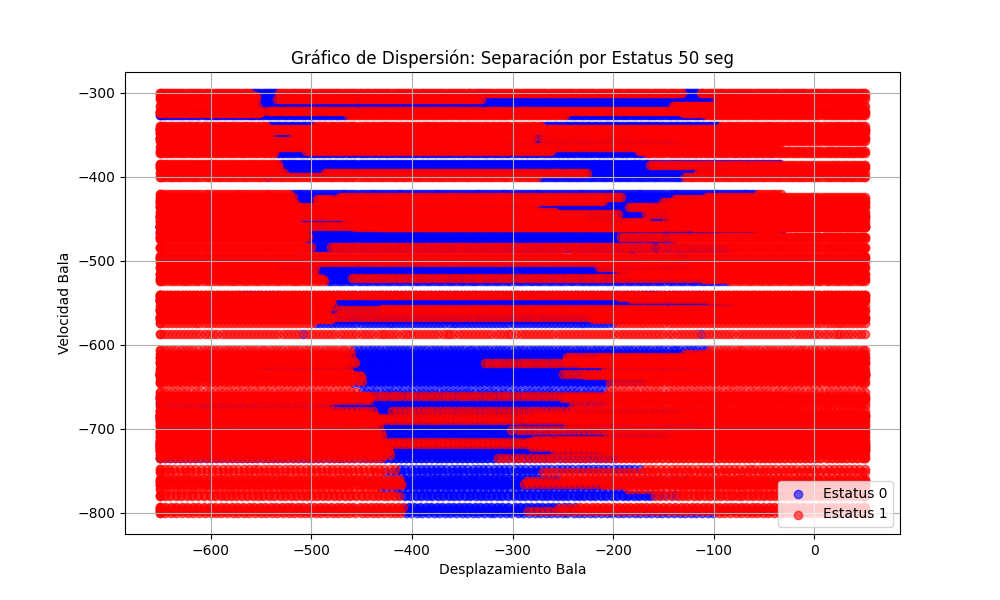 Gráfico de Dispersión: Separación por Estatus 50 seg
−300
−400
−500
−600
−700
−800
Velocidad Bala
−600
−500
−400
−300
−200
−100
0
Desplazamiento Bala
Estatus 0
Estatus 1